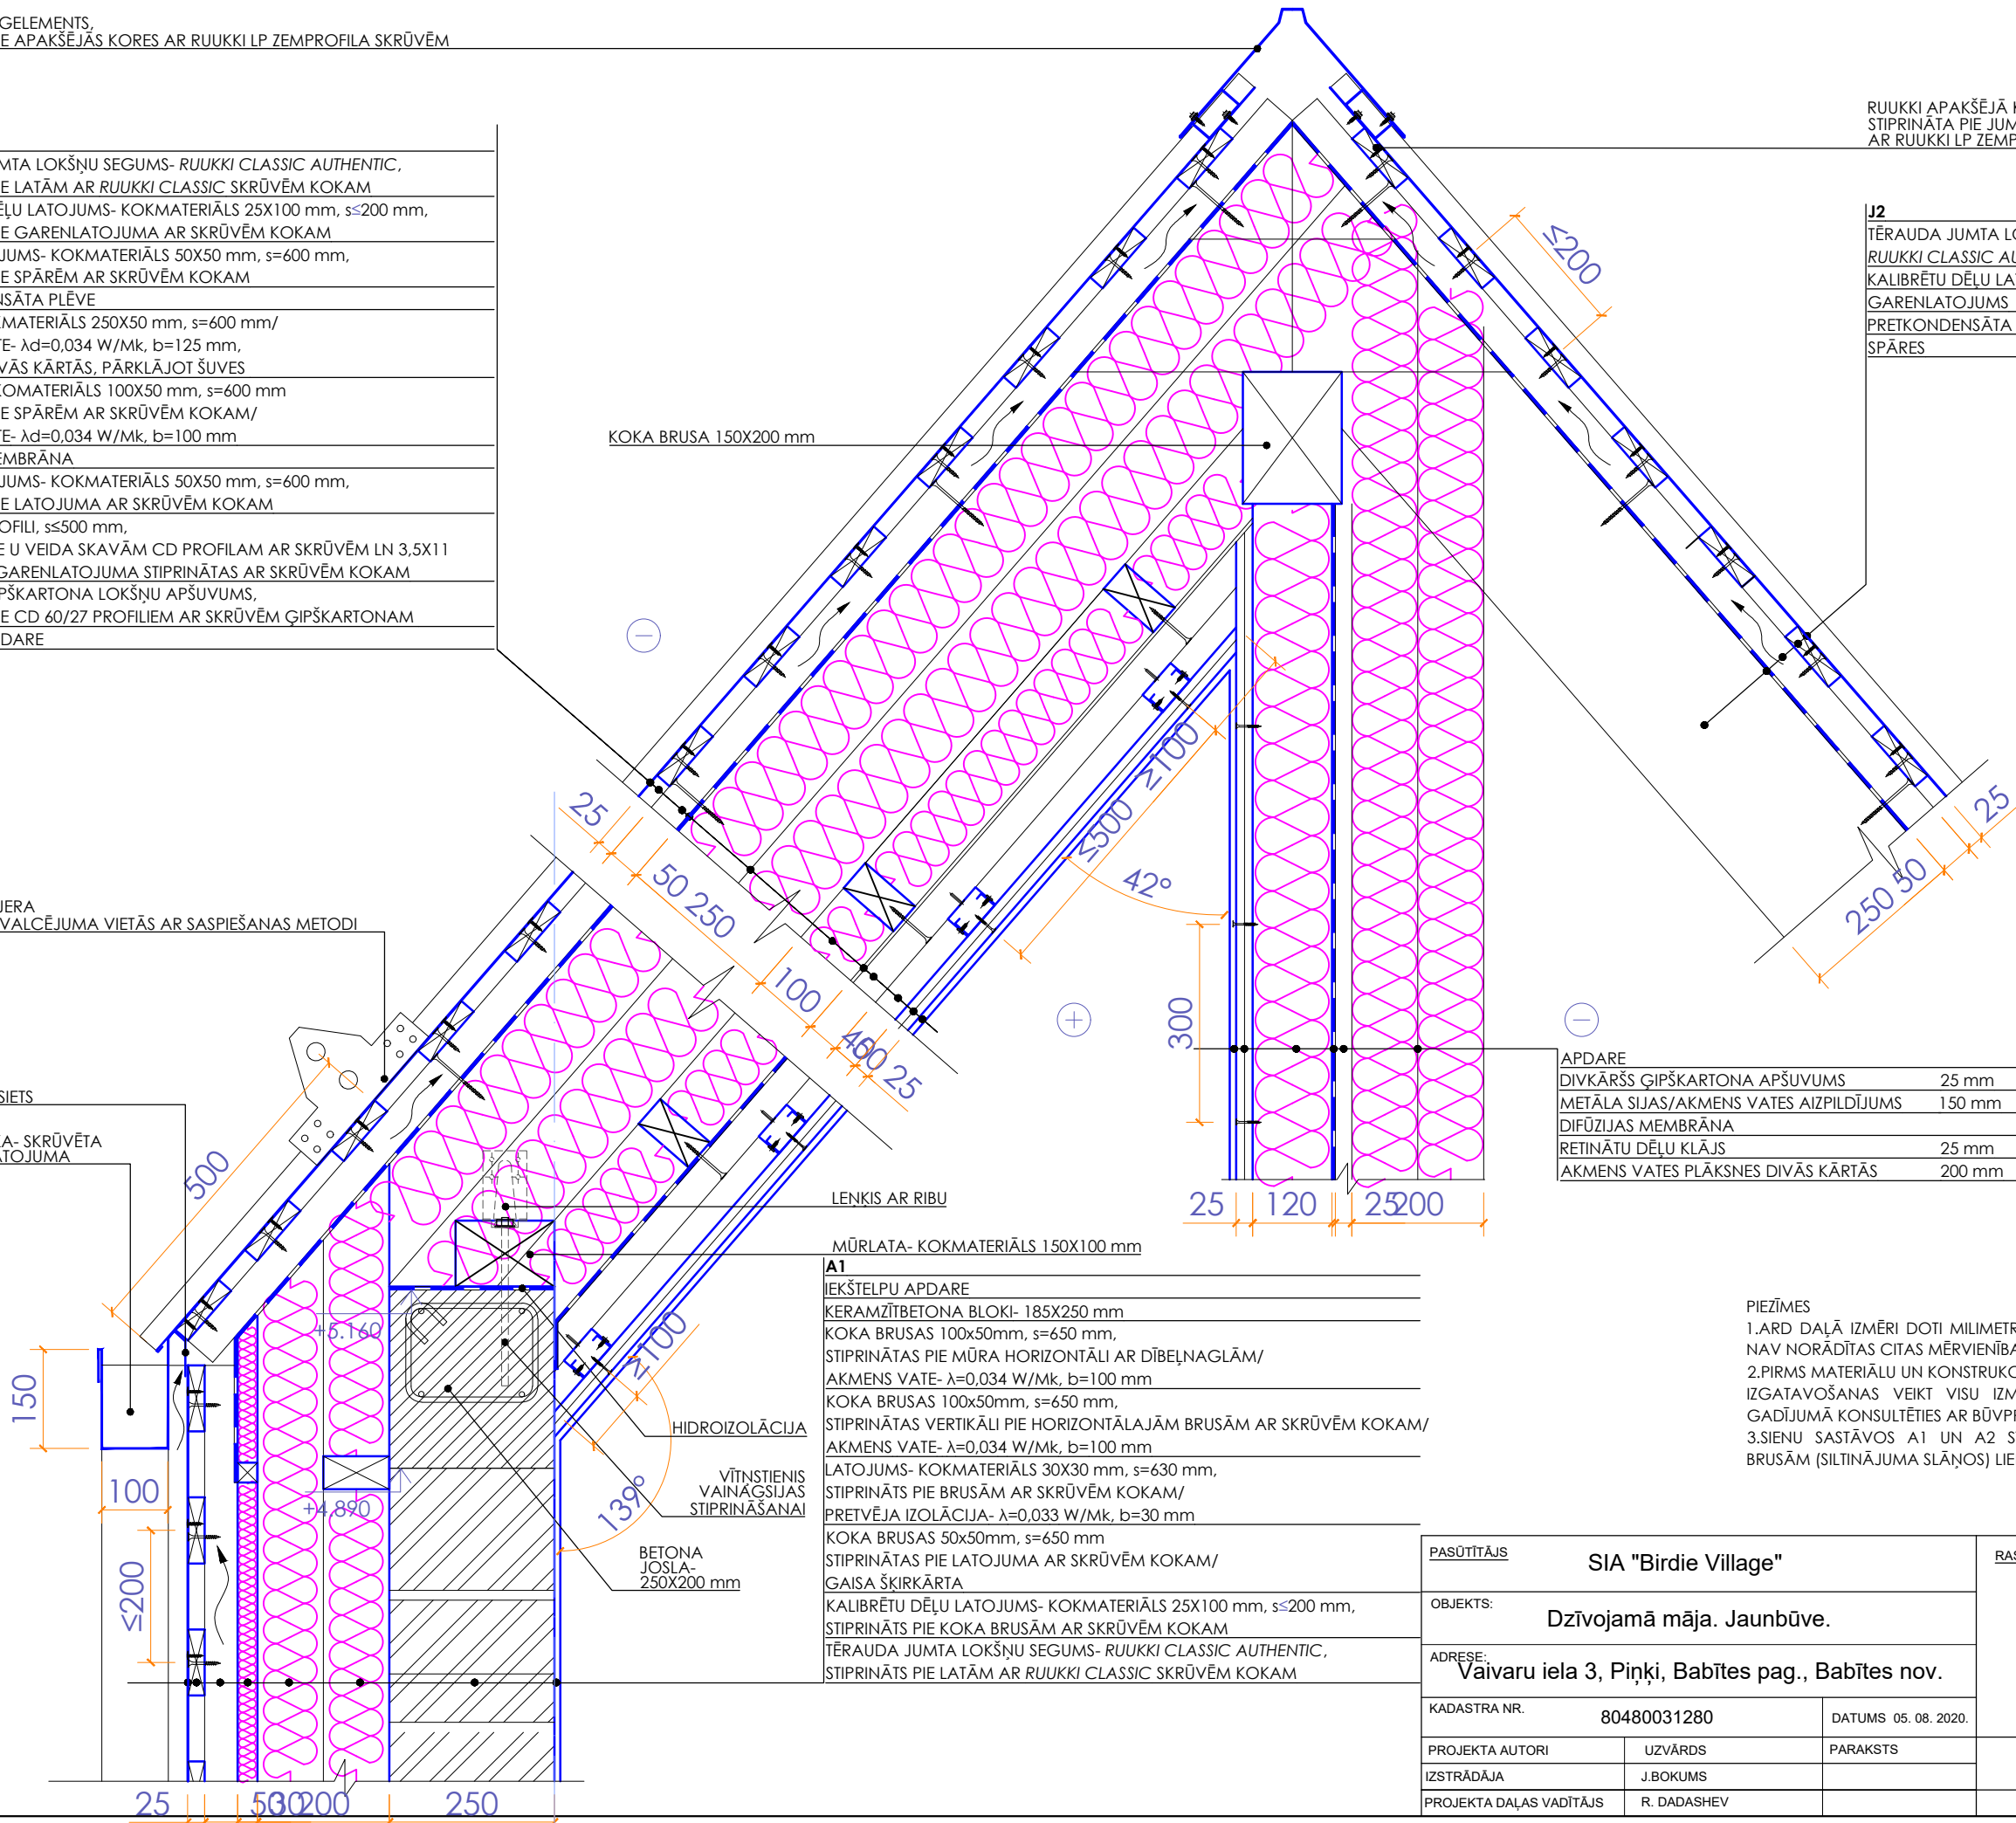 GELEMENTS,
E APAKŠĒJĀS KORES AR RUUKKI LP ZEMPROFILA SKRŪVĒM
MTA LOKŠŅU SEGUMS- RUUKKI CLASSIC AUTHENTIC,
E LATĀM AR RUUKKI CLASSIC SKRŪVĒM KOKAM
ĒĻU LATOJUMS- KOKMATERIĀLS 25X100 mm, s≤200 mm,
E GARENLATOJUMA AR SKRŪVĒM KOKAM
JUMS- KOKMATERIĀLS 50X50 mm, s=600 mm,
E SPĀRĒM AR SKRŪVĒM KOKAM
NSĀTA PLĒVE
KMATERIĀLS 250X50 mm, s=600 mm/
TE- λd=0,034 W/Mk, b=125 mm,
VĀS KĀRTĀS, PĀRKLĀJOT ŠUVES
KOMATERIĀLS 100X50 mm, s=600 mm
E SPĀRĒM AR SKRŪVĒM KOKAM/
TE- λd=0,034 W/Mk, b=100 mm
EMBRĀNA
JUMS- KOKMATERIĀLS 50X50 mm, s=600 mm,
E LATOJUMA AR SKRŪVĒM KOKAM
OFILI, s≤500 mm,
E U VEIDA SKAVĀM CD PROFILAM AR SKRŪVĒM LN 3,5X11
GARENLATOJUMA STIPRINĀTAS AR SKRŪVĒM KOKAM
PŠKARTONA LOKŠŅU APŠUVUMS,
E CD 60/27 PROFILIEM AR SKRŪVĒM ĢIPŠKARTONAM
DARE
KOKA BRUSA 150X200 mm
RUUKKI APAKŠĒJĀ
STIPRINĀTA PIE JUM
AR RUUKKI LP ZEMP
J2
TĒRAUDA JUMTA LO
RUUKKI CLASSIC AU
KALIBRĒTU DĒĻU LA
GARENLATOJUMS
PRETKONDENSĀTA
SPĀRES
≤200
25
50
250
25
50 250
100
25
≥100
≤500
42°
300
JERA
VALCĒJUMA VIETĀS AR SASPIEŠANAS METODI
SIETS
KA- SKRŪVĒTA
ATOJUMA
500
150
100
≤200
APDARE
DIVKĀRŠS ĢIPŠKARTONA APŠUVUMS 25 mm
METĀLA SIJAS/AKMENS VATES AIZPILDĪJUMS 150 mm
DIFŪZIJAS MEMBRĀNA
RETINĀTU DĒĻU KLĀJS 25 mm
AKMENS VATES PLĀKSNES DIVĀS KĀRTĀS 200 mm
25 120 25 200
LEŅĶIS AR RIBU
MŪRLATA- KOKMATERIĀLS 150X100 mm
A1
IEKŠTELPU APDARE
KERAMZĪTBETONA BLOKI- 185X250 mm
KOKA BRUSAS 100x50mm, s=650 mm,
STIPRINĀTAS PIE MŪRA HORIZONTĀLI AR DĪBEĻNAGLĀM/
AKMENS VATE- λ=0,034 W/Mk, b=100 mm
KOKA BRUSAS 100x50mm, s=650 mm,
STIPRINĀTAS VERTIKĀLI PIE HORIZONTĀLAJĀM BRUSĀM AR SKRŪVĒM KOKAM/
AKMENS VATE- λ=0,034 W/Mk, b=100 mm
LATOJUMS- KOKMATERIĀLS 30X30 mm, s=630 mm,
STIPRINĀTS PIE BRUSĀM AR SKRŪVĒM KOKAM/
PRETVĒJA IZOLĀCIJA- λ=0,033 W/Mk, b=30 mm
KOKA BRUSAS 50x50mm, s=650 mm
STIPRINĀTAS PIE LATOJUMA AR SKRŪVĒM KOKAM/
GAISA ŠĶIRKĀRTA
KALIBRĒTU DĒĻU LATOJUMS- KOKMATERIĀLS 25X100 mm, s≤200 mm,
STIPRINĀTS PIE KOKA BRUSĀM AR SKRŪVĒM KOKAM
TĒRAUDA JUMTA LOKŠŅU SEGUMS- RUUKKI CLASSIC AUTHENTIC,
STIPRINĀTS PIE LATĀM AR RUUKKI CLASSIC SKRŪVĒM KOKAM
+5.160
+4.890
≥100
139°
HIDROIZOLĀCIJA
VĪTŅSTIENIS
VAINAGSIJAS
STIPRINĀŠANAI
BETONA
JOSLA-
250X200 mm
25 50 30 200 250
PIEZĪMES
1.ARD DAĻĀ IZMĒRI DOTI MILIMETR
NAV NORĀDĪTAS CITAS MĒRVIENĪBA
2.PIRMS MATERIĀLU UN KONSTRUKC
IZGATAVOŠANAS VEIKT VISU IZM
GADĪJUMĀ KONSULTĒTIES AR BŪVPR
3.SIENU SASTĀVOS A1 UN A2 S
BRUSĀM (SILTINĀJUMA SLĀŅOS) LIE
PASŪTĪTĀJS SIA "Birdie Village"
RAS
OBJEKTS: Dzīvojamā māja. Jaunbūve.
ADRESE: Vaivaru iela 3, Piņķi, Babītes pag., Babītes nov.
KADASTRA NR. 80480031280 DATUMS 05. 08. 2020.
PROJEKTA AUTORI UZVĀRDS PARAKSTS
IZSTRĀDĀJA J.BOKUMS
PROJEKTA DAĻAS VADĪTĀJS R. DADASHEV